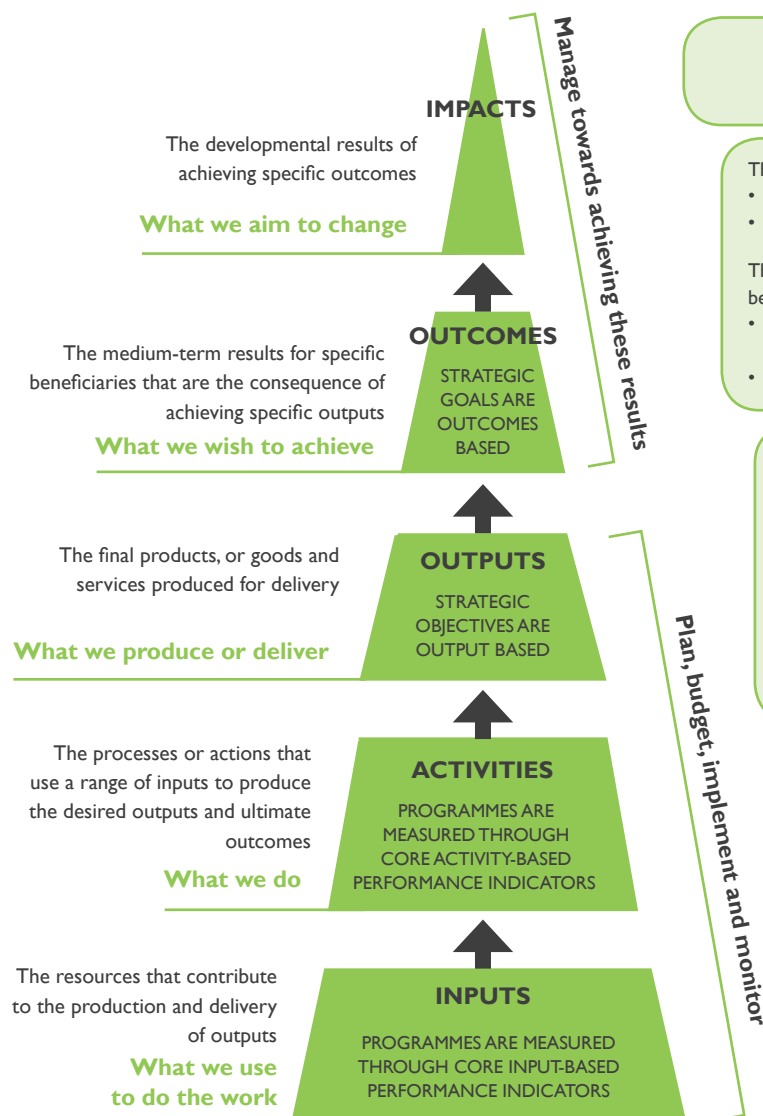 IMPACTS
The developmental results of
achieving specific outcomes
What we aim to change
OUTCOMES
STRATEGIC
GOALS ARE
OUTCOMES
BASED
The medium-term results for specific
beneficiaries that are the consequence of
achieving specific outputs
What we wish to achieve
Manage towards achieving these results
OUTPUTS
STRATEGIC
OBJECTIVES ARE
OUTPUT BASED
The final products, or goods and
services produced for delivery
What we produce or deliver
ACTIVITIES
PROGRAMMES ARE
MEASURED THROUGH
CORE ACTIVITY-BASED
PERFORMANCE INDICATORS
The processes or actions that
use a range of inputs to produce
the desired outputs and ultimate
outcomes
What we do
INPUTS
PROGRAMMES ARE MEASURED
THROUGH CORE INPUT-BASED
PERFORMANCE INDICATORS
The resources that contribute
to the production and delivery
of outputs
What we use
to do the work
Plan, budget, implement and monitor